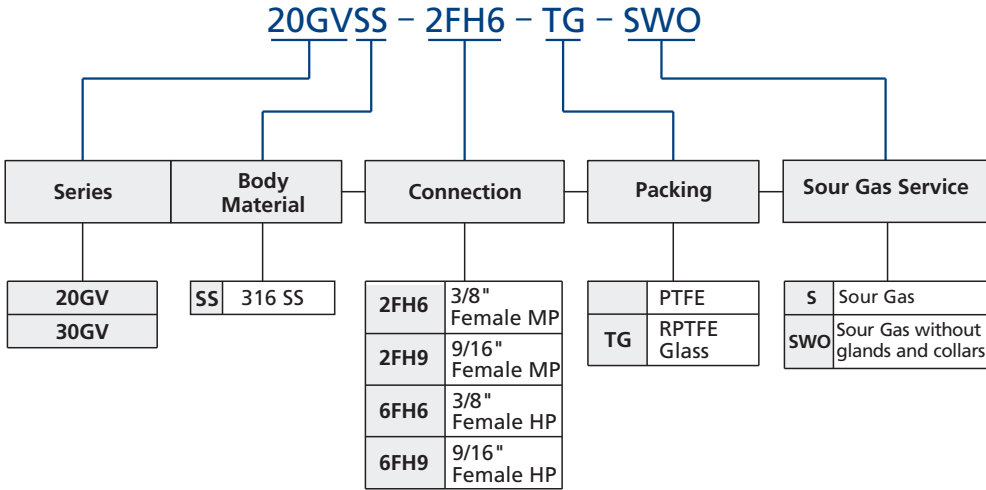 20GVSS – 2FH6 – TG – SWO
Series
Body
Material
Connection
Packing
Sour Gas Service
20GV
30GV
SS 316 SS
2FH6 3/8"
Female MP
2FH9 9/16"
Female MP
6FH6 3/8"
Female HP
6FH9 9/16"
Female HP
PTFE
TG RPTFE
Glass
S Sour Gas
SWO Sour Gas without
glands and collars